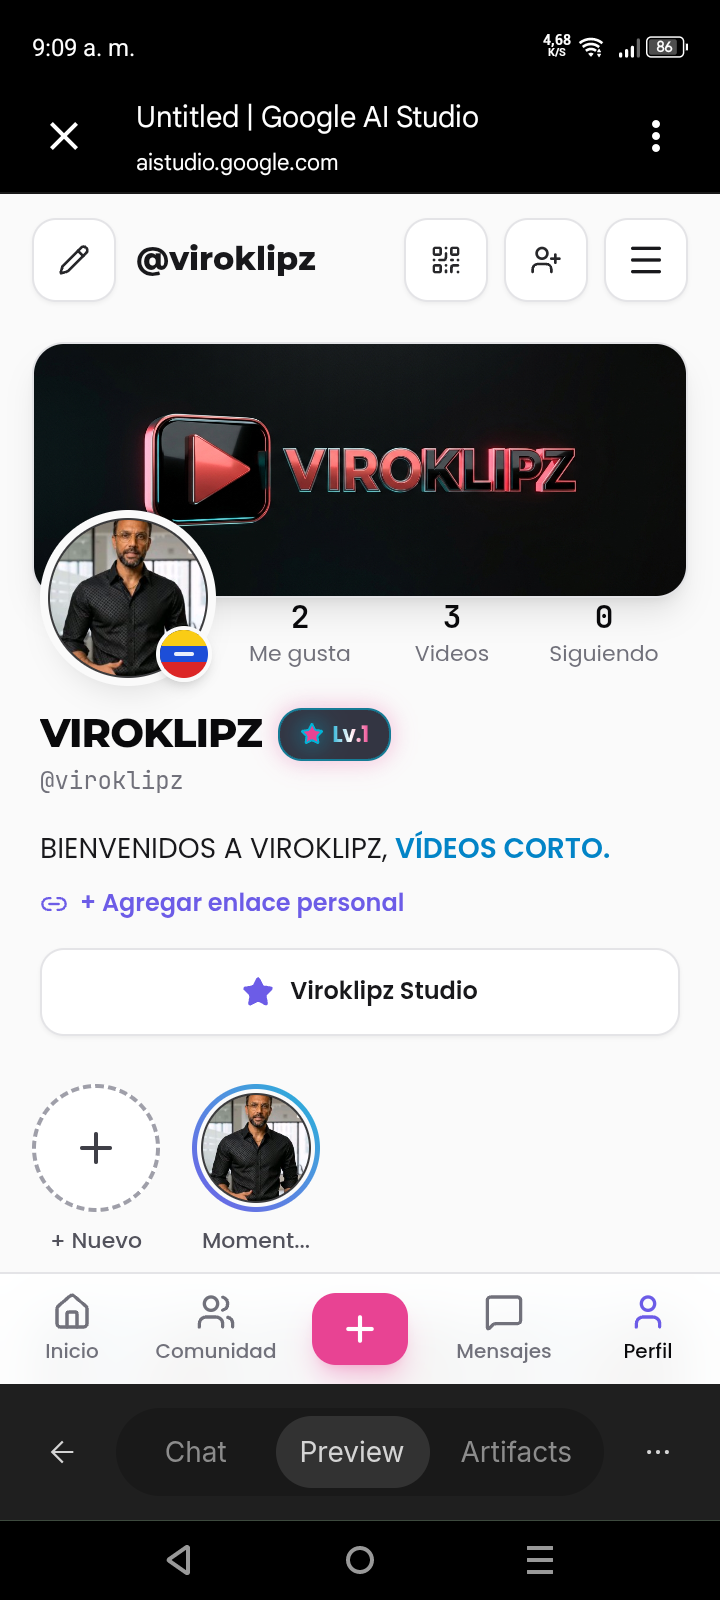 9:09 a. m.
4,68
K/S
86
Untitled | Google AI Studio
aistudio.google.com
@viroklipz
VIROKLIPZ
2
3
0
Me gusta
Videos
Siguiendo
VIROKLIPZ
Lv.1
@viroklipz
BIENVENIDOS A VIROKLIPZ, VÍDEOS CORTO.
+ Agregar enlace personal
Viroklipz Studio
+ Nuevo
Moment...
Inicio
Comunidad
Mensajes
Perfil
Chat
Preview
Artifacts